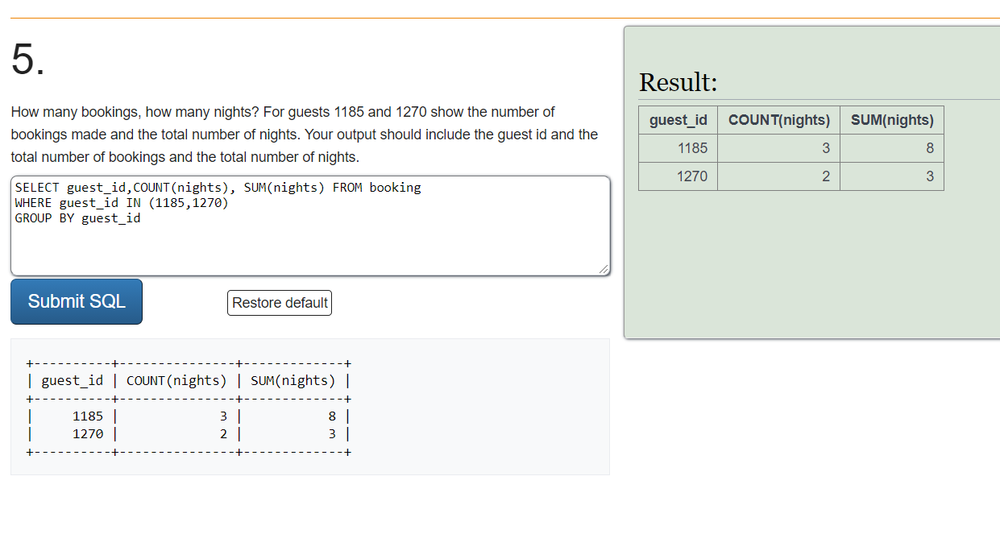 5.
How many bookings, how many nights? For guests 1185 and 1270 show the number of
bookings made and the total number of nights. Your output should include the guest id and the
total number of bookings and the total number of nights.
SELECT guest_id,COUNT(nights), SUM(nights) FROM booking
WHERE guest_id IN (1185,1270)
GROUP BY guest_id
Submit SQL
Restore default
+----------+---------------+-------------+
| guest_id | COUNT(nights) | SUM(nights) |
+----------+---------------+-------------+
|     1185 |             3 |           8 |
|     1270 |             2 |           3 |
+----------+---------------+-------------+
Result:
guest_id COUNT(nights) SUM(nights)
1185 3 8
1270 2 3